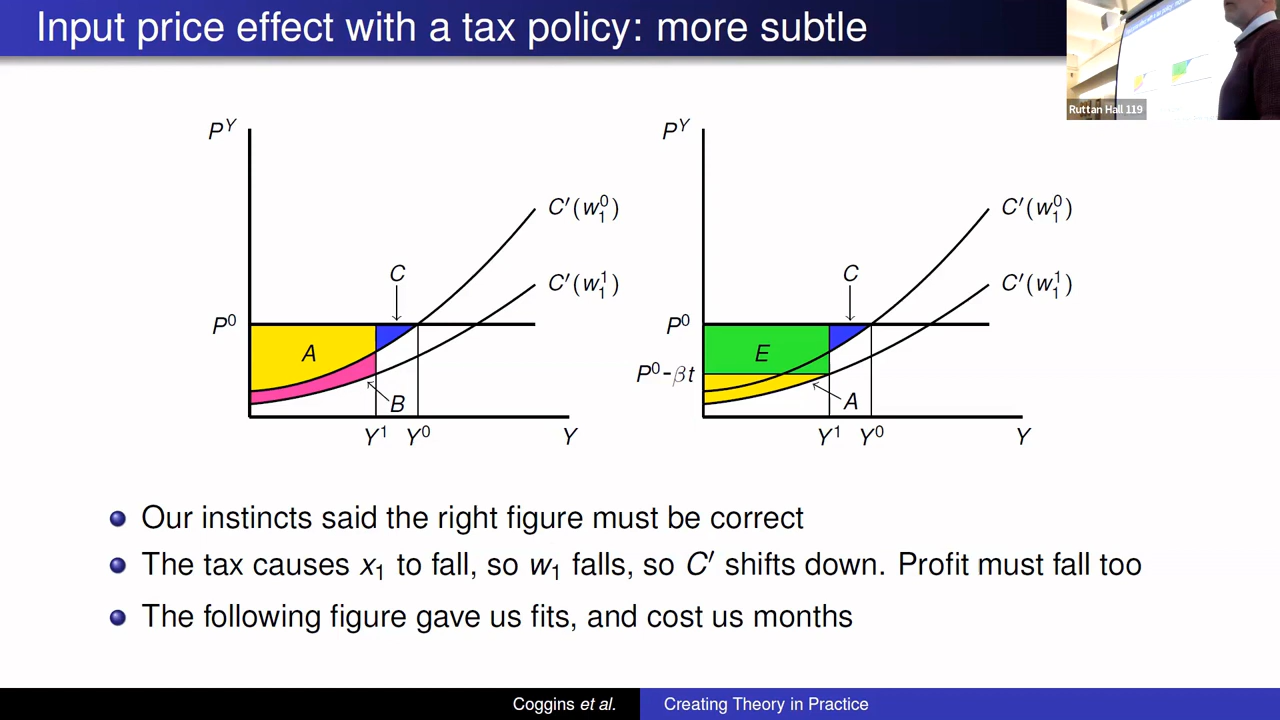 Input price effect with a tax policy: more subtle
Ruttan Hall 119
P^Y
C′(w₁⁰)
C
C′(w₁¹)
P⁰
A
B
Y¹ Y⁰ Y
P^Y
C′(w₁⁰)
C
C′(w₁¹)
P⁰
E
P⁰-βt
A
Y¹ Y⁰ Y
Our instincts said the right figure must be correct
The tax causes x₁ to fall, so w₁ falls, so C′ shifts down. Profit must fall too
The following figure gave us fits, and cost us months
Coggins et al. Creating Theory in Practice